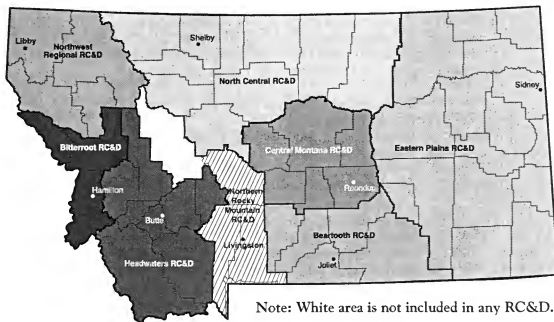 Libby
Northwest
Regional RC&D
Shelby
North Central RC&D
Sidney
Bitterroot RC&D
Central Montana RC&D
Eastern Plains RC&D
Hamilton
Northern
Rocky
Roundup
Mountain
RC&D
Butte
Livingston
Beartooth RC&D
Headwaters RC&D
Joliet
Note: White area is not included in any RC&D.